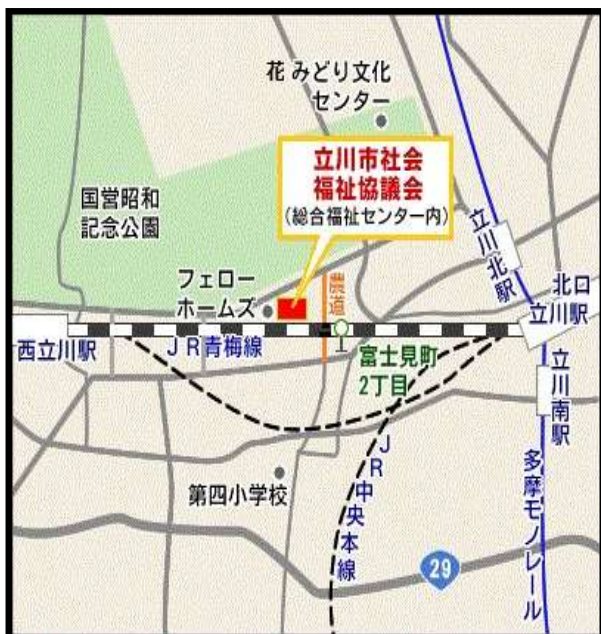 花みどり文化
センター
立川市社会
福祉協議会
(総合福祉センター内)
国営昭和
記念公園
フェロー
ホームズ
立川北駅
北口
立川駅
西立川駅
JR青梅線
富士見町
2丁目
立川南駅
第四小学校
JR中央本線
多摩モノレール
29